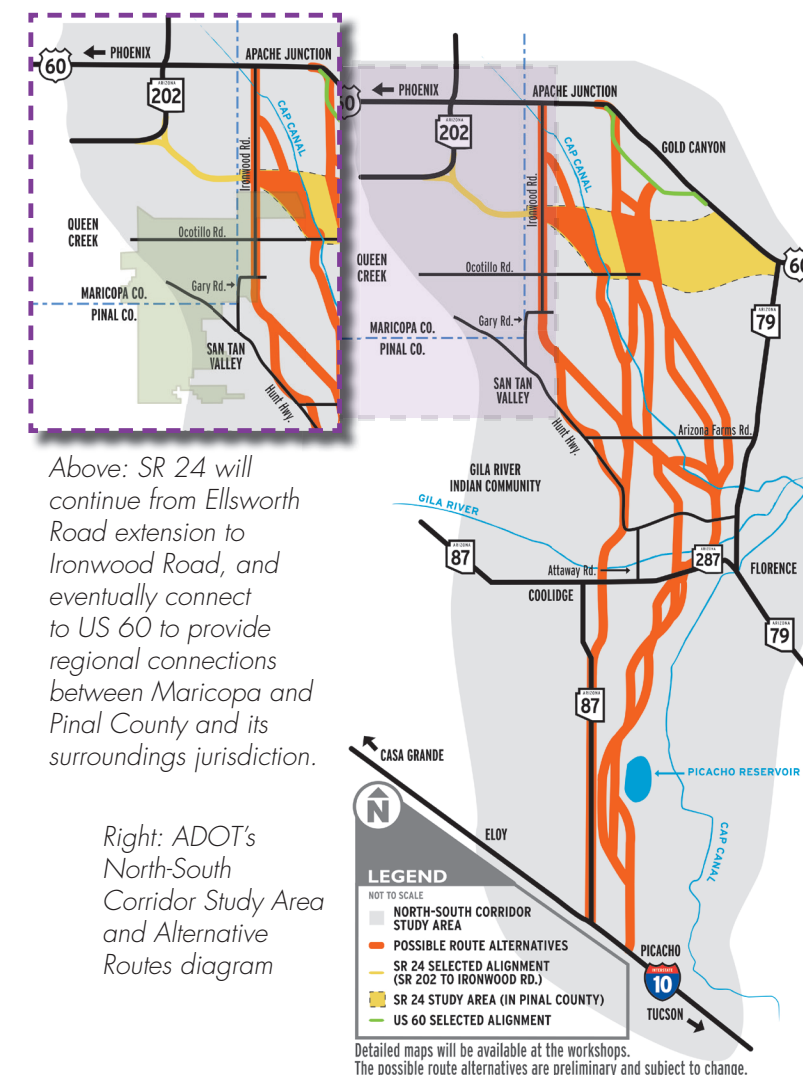 60
PHOENIX
APACHE JUNCTION
ARIZONA
202
CAP CANAL
Ironwood Rd.
QUEEN
CREEK
Ocotillo Rd.
Gary Rd.
MARICOPA CO.
PINAL CO.
SAN TAN
VALLEY
Hunt Hwy.
Above: SR 24 will
continue from Ellsworth
Road extension to
Ironwood Road, and
eventually connect
to US 60 to provide
regional connections
between Maricopa and
Pinal County and its
surroundings jurisdiction.
Right: ADOT's
North-South
Corridor Study Area
and Alternative
Routes diagram
60
PHOENIX
APACHE JUNCTION
ARIZONA
202
CAP CANAL
GOLD CANYON
Ironwood Rd.
QUEEN
CREEK
Ocotillo Rd.
60
ARIZONA
79
Gary Rd.
MARICOPA CO.
PINAL CO.
SAN TAN
VALLEY
Hunt Hwy.
Arizona Farms Rd.
GILA RIVER
INDIAN COMMUNITY
GILA RIVER
ARIZONA
87
Attaway Rd.
ARIZONA
287
FLORENCE
COOLIDGE
ARIZONA
79
ARIZONA
87
CASA GRANDE
PICACHO RESERVOIR
CAP CANAL
N
ELOY
LEGEND
NOT TO SCALE
NORTH-SOUTH CORRIDOR
STUDY AREA
POSSIBLE ROUTE ALTERNATIVES
SR 24 SELECTED ALIGNMENT
(SR 202 TO IRONWOOD RD.)
SR 24 STUDY AREA (IN PINAL COUNTY)
US 60 SELECTED ALIGNMENT
PICACHO
INTERSTATE
10
TUCSON
Detailed maps will be available at the workshops.
The possible route alternatives are preliminary and subject to change.